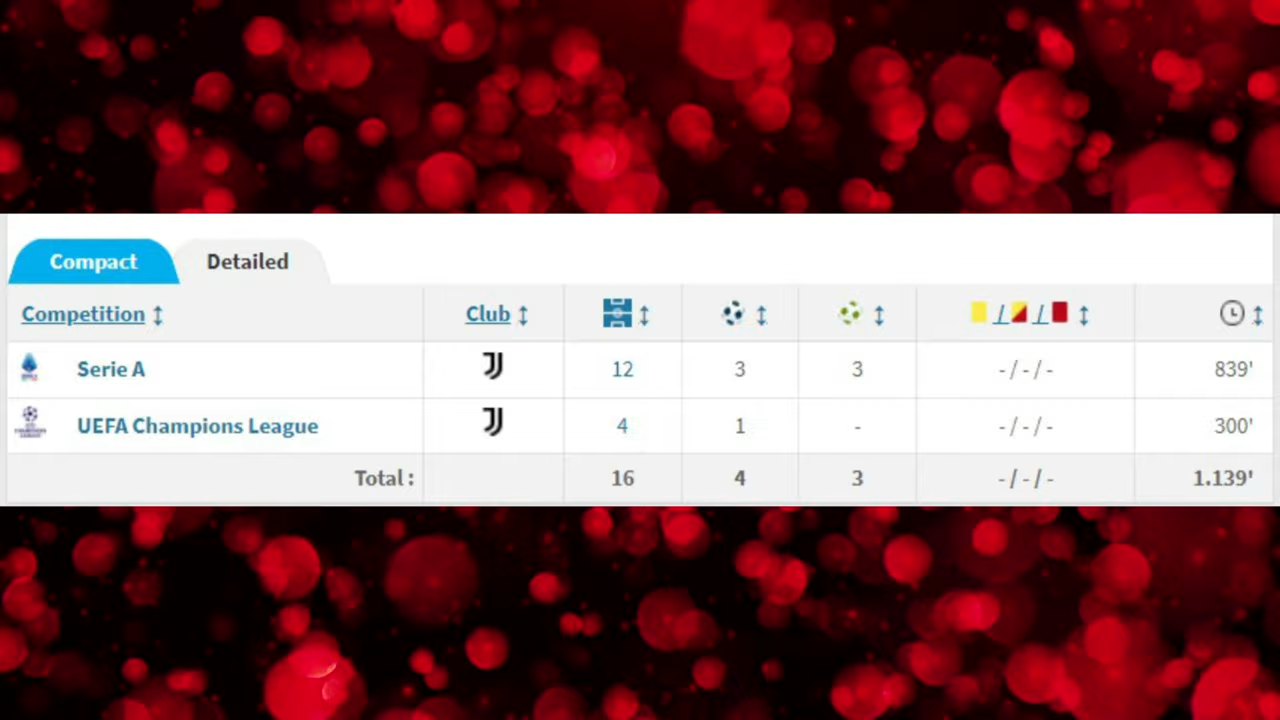 Compact Detailed
Competition Club / /
Serie A 12 3 3 - / - / - 839'
UEFA Champions League 4 1 - - / - / - 300'
Total : 16 4 3 - / - / - 1.139'